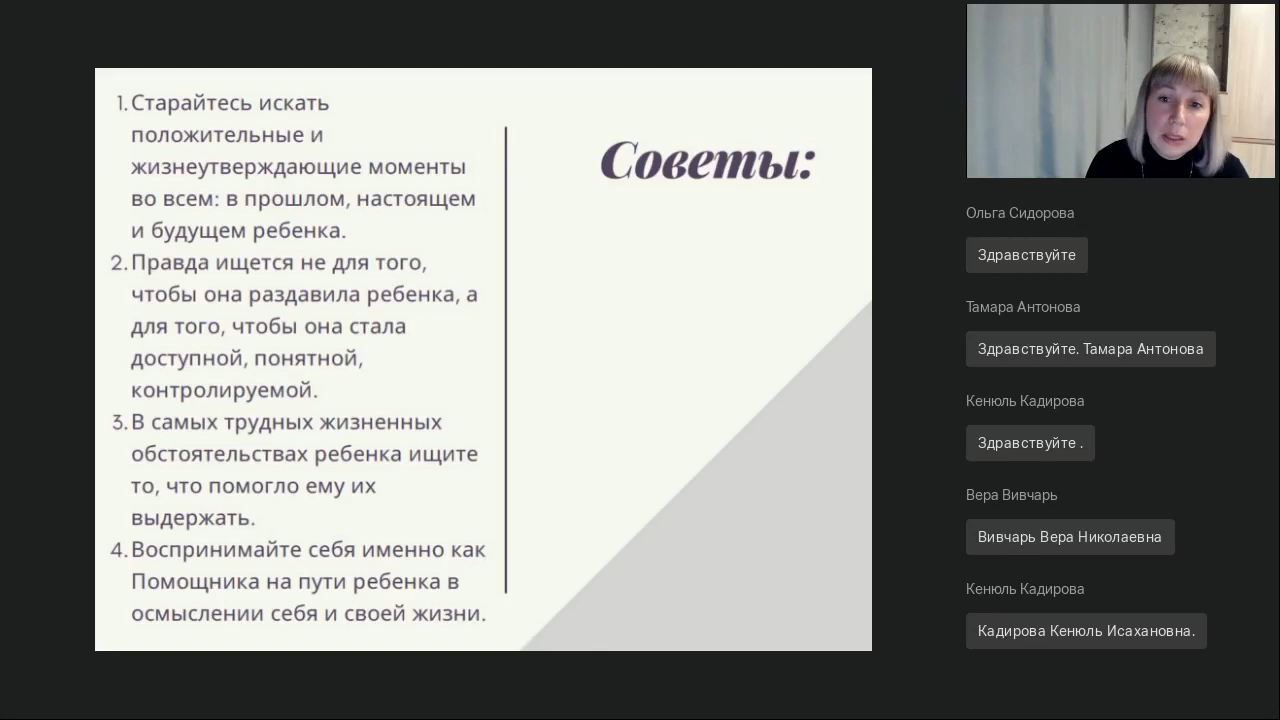 1. Старайтесь искать
положительные и
жизнеутверждающие моменты
во всем: в прошлом, настоящем
и будущем ребенка.
2. Правда ищется не для того,
чтобы она раздавила ребенка, а
для того, чтобы она стала
доступной, понятной,
контролируемой.
3. В самых трудных жизненных
обстоятельствах ребенка ищите
то, что помогло ему их
выдержать.
4. Воспринимайте себя именно как
Помощника на пути ребенка в
осмыслении себя и своей жизни.
Советы:
Ольга Сидорова
Здравствуйте
Тамара Антонова
Здравствуйте. Тамара Антонова
Кенюль Кадирова
Здравствуйте .
Вера Вивчарь
Вивчарь Вера Николаевна
Кенюль Кадирова
Кадирова Кенюль Исахановна.